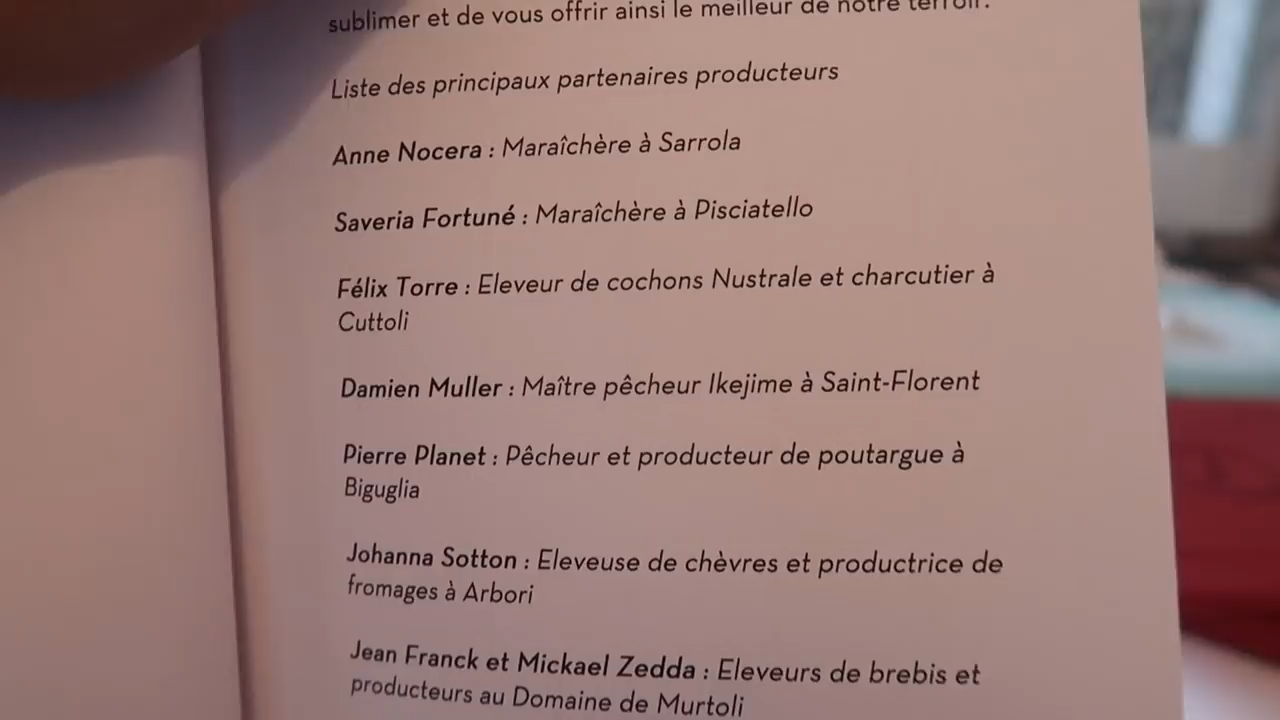 sublimer et de vous offrir ainsi le meilleur de notre terroir.
Liste des principaux partenaires producteurs
Anne Nocera : Maraîchère à Sarrola
Saveria Fortuné : Maraîchère à Pisciatello
Félix Torre : Eleveur de cochons Nustrale et charcutier à
Cuttoli
Damien Muller : Maître pêcheur Ikejime à Saint-Florent
Pierre Planet : Pêcheur et producteur de poutargue à
Biguglia
Johanna Sotton : Eleveuse de chèvres et productrice de
fromages à Arbori
Jean Franck et Mickael Zedda : Eleveurs de brebis et
producteurs au Domaine de Murtoli